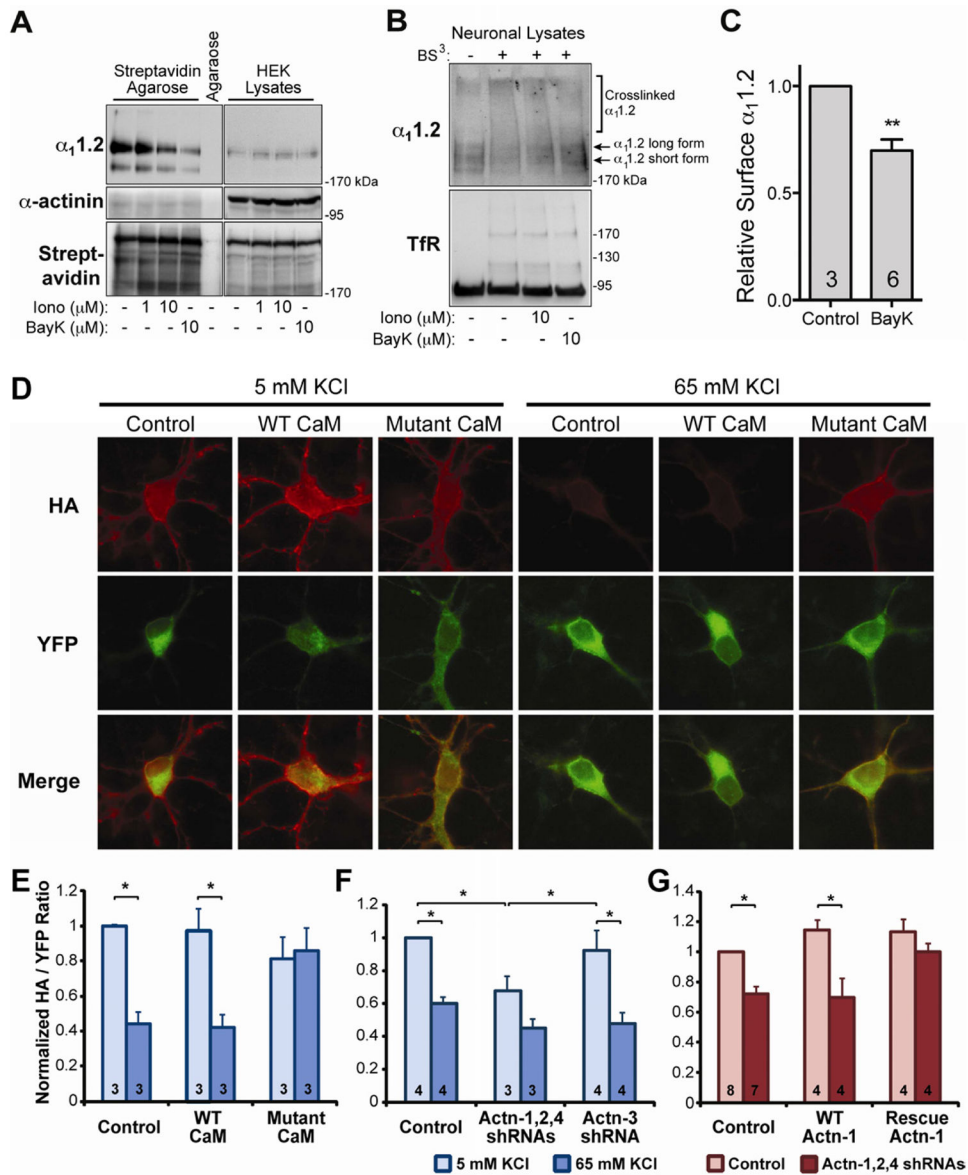 A
Streptavidin Agarose
Agaraose
HEK Lysates
α₁1.2
-170 kDa
α-actinin
-95
Strept-avidin
-170
Iono (μM): - 1 10 - - - 1 10 -
BayK (μM): - - - 10 - - - - 10
B
Neuronal Lysates
BS³: - + + +
α₁1.2
Crosslinked α₁1.2
α₁1.2 long form
α₁1.2 short form
-170 kDa
TfR
-170
-130
-95
Iono (μM): - - 10 -
BayK (μM): - - - 10
C
Relative Surface α₁1.2
1.0
0.5
0.0
**
3
6
Control
BayK
D
5 mM KCl
65 mM KCl
Control
WT CaM
Mutant CaM
Control
WT CaM
Mutant CaM
HA
YFP
Merge
E
Normalized HA / YFP Ratio
1.2
1
0.8
0.6
0.4
0.2
0
*
*
3 3 3 3 3 3
Control
WT CaM
Mutant CaM
F
1.2
1
0.8
0.6
0.4
0.2
0
*
*
*
*
4 4 3 3 4 4
Control
Actn-1,2,4 shRNAs
Actn-3 shRNA
5 mM KCl
65 mM KCl
G
1.4
1.2
1
0.8
0.6
0.4
0.2
0
*
*
8 7 4 4 4 4
Control
WT Actn-1
Rescue Actn-1
Control
Actn-1,2,4 shRNAs